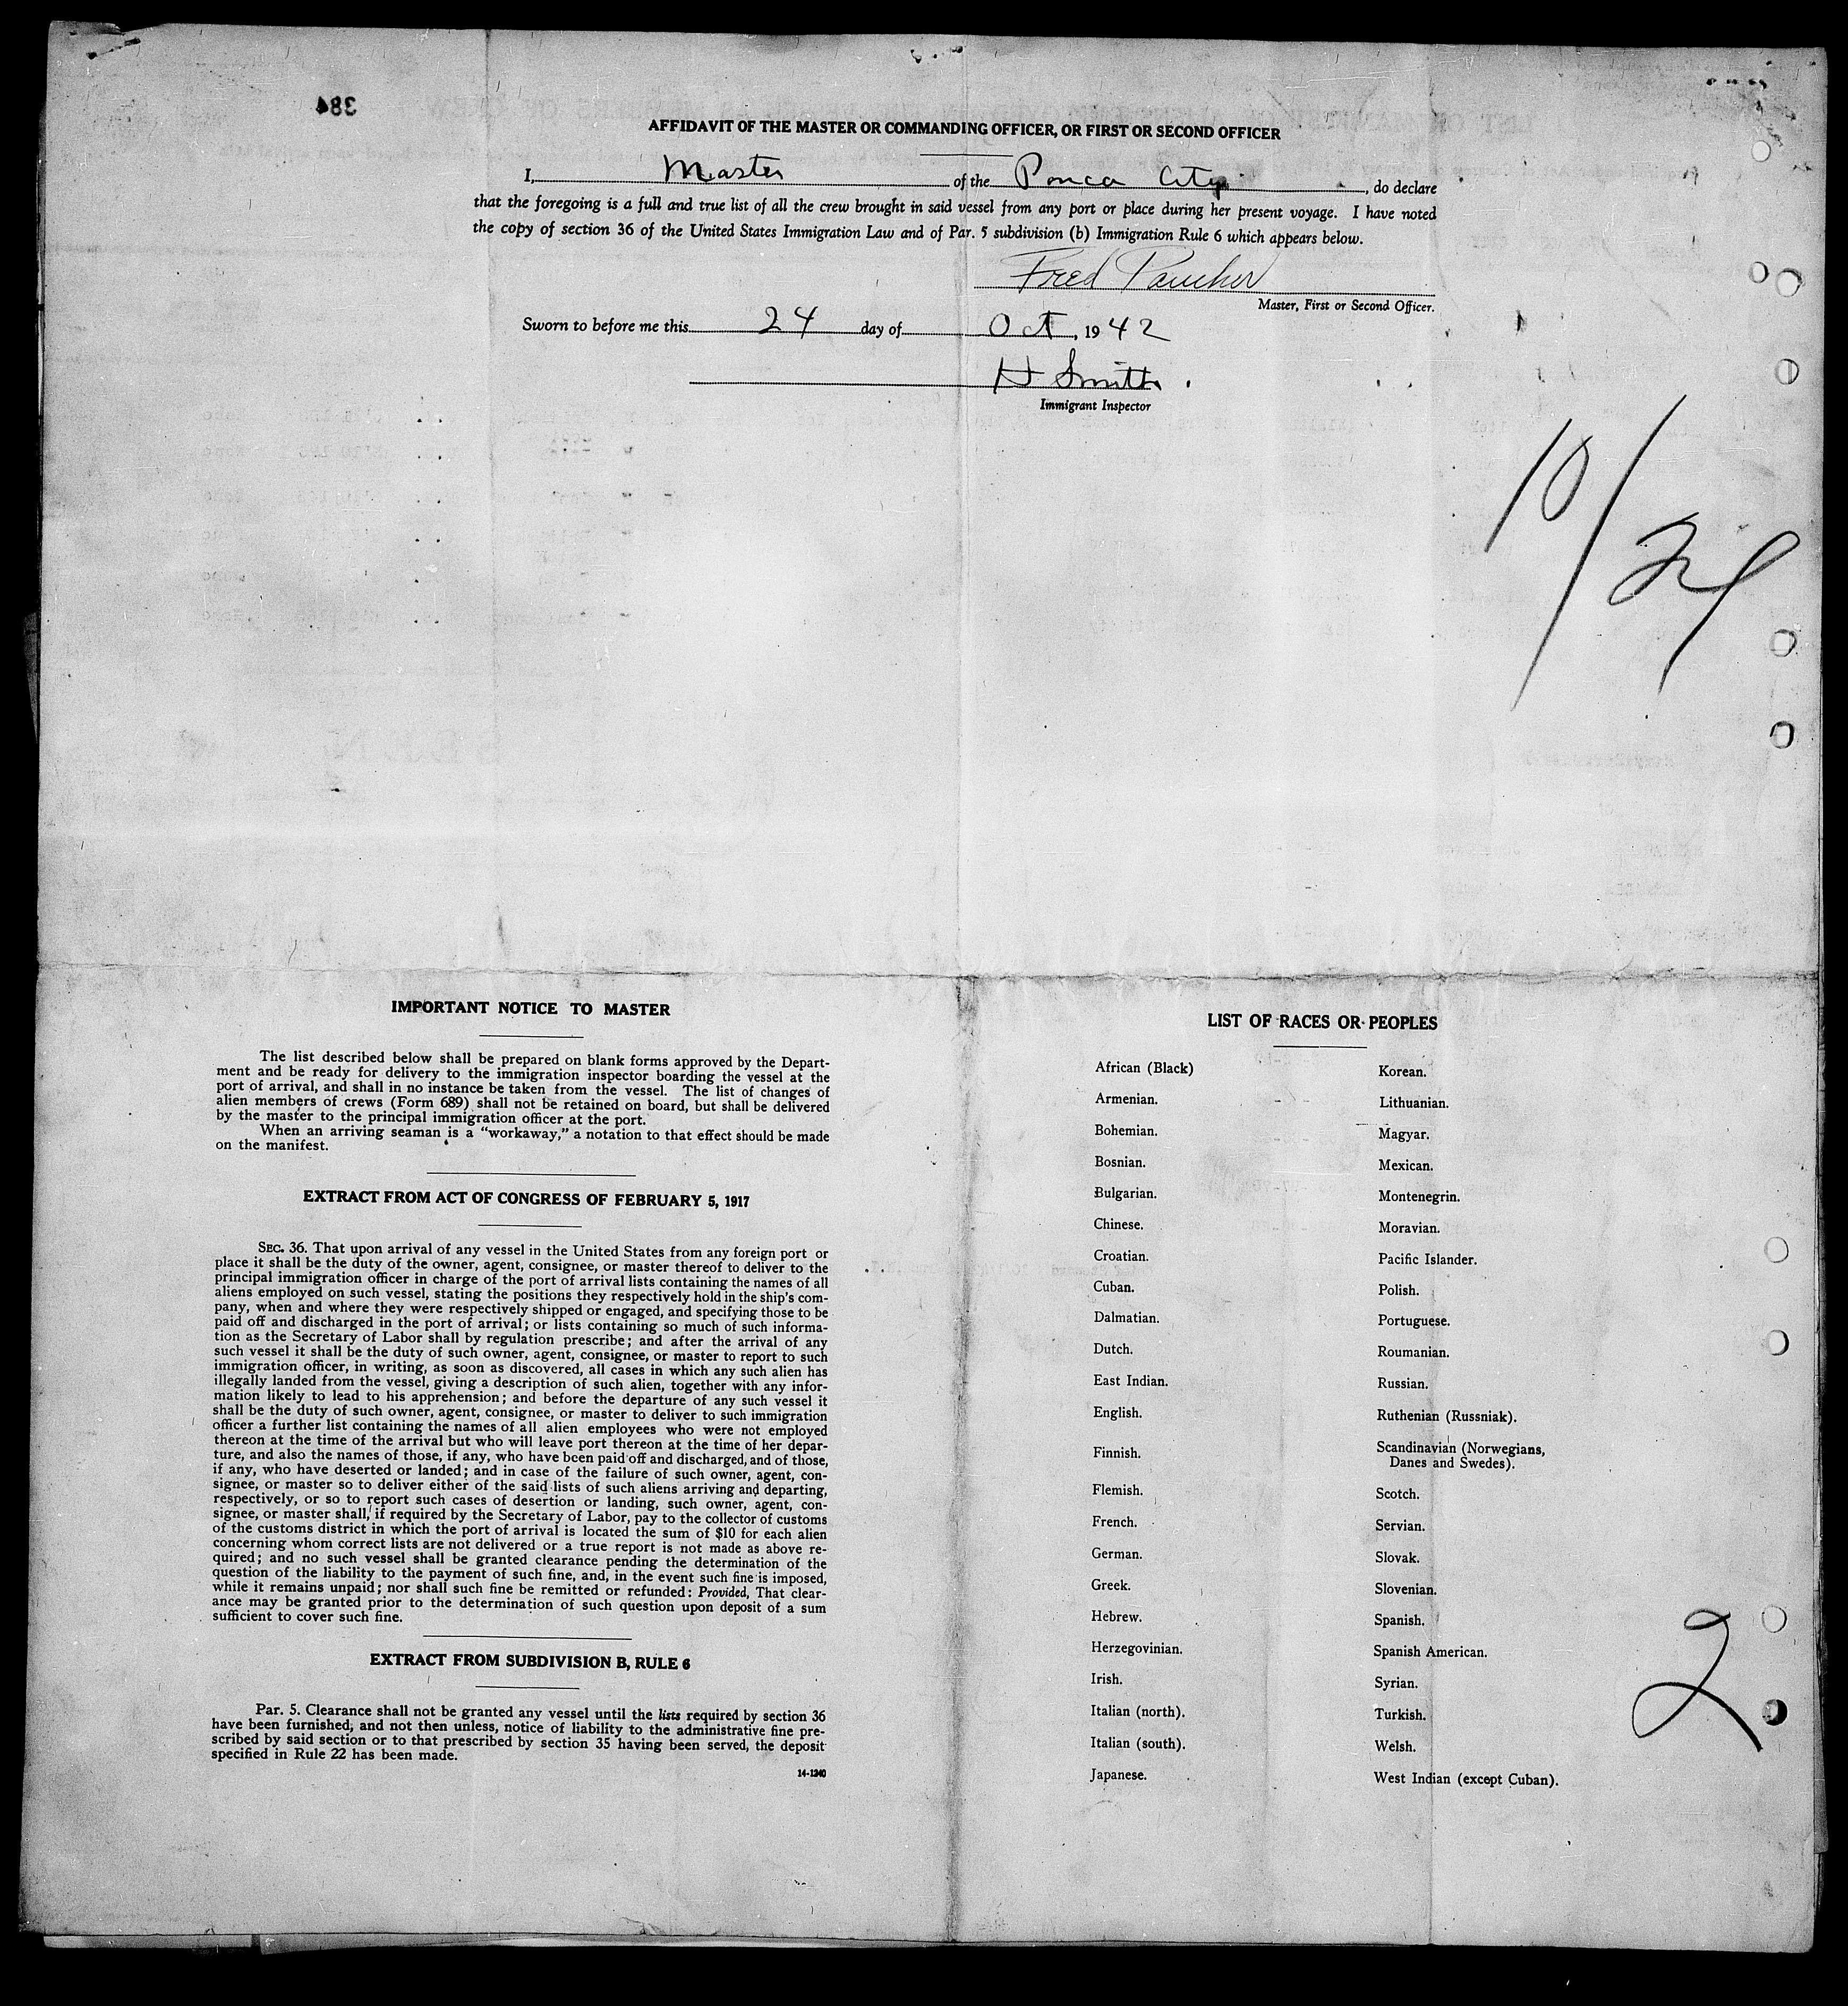 384
AFFIDAVIT OF THE MASTER OR COMMANDING OFFICER, OR FIRST OR SECOND OFFICER
I, Master of the Ponca City, do declare
that the foregoing is a full and true list of all the crew brought in said vessel from any port or place during her present voyage. I have noted
the copy of section 36 of the United States Immigration Law and of Par. 5 subdivision (b) Immigration Rule 6 which appears below.
Fred
Master, First or Second Officer.
Sworn to before me this 24 day of Oct, 1942
H Smith.
Immigrant Inspector
10/24
IMPORTANT NOTICE TO MASTER
The list described below shall be prepared on blank forms approved by the Depart-
ment and be ready for delivery to the immigration inspector boarding the vessel at the
port of arrival, and shall in no instance be taken from the vessel. The list of changes of
alien members of crews (Form 689) shall not be retained on board, but shall be delivered
by the master to the principal immigration officer at the port.
When an arriving seaman is a "workaway," a notation to that effect should be made
on the manifest.
EXTRACT FROM ACT OF CONGRESS OF FEBRUARY 5, 1917
SEC. 36. That upon arrival of any vessel in the United States from any foreign port or
place it shall be the duty of the owner, agent, consignee, or master thereof to deliver to the
principal immigration officer in charge of the port of arrival lists containing the names of all
aliens employed on such vessel, stating the positions they respectively hold in the ship's com-
pany, when and where they were respectively shipped or engaged, and specifying those to be
paid off and discharged in the port of arrival; or lists containing so much of such informa-
tion as the Secretary of Labor shall by regulation prescribe; and after the arrival of any
such vessel it shall be the duty of such owner, agent, consignee, or master to report to such
immigration officer, in writing, as soon as discovered, all cases in which any such alien has
illegally landed from the vessel, giving a description of such alien, together with any infor-
mation likely to lead to his apprehension; and before the departure of any such vessel it
shall be the duty of such owner, agent, consignee, or master to deliver to such immigration
officer a further list containing the names of all alien employees who were not employed
thereon at the time of the arrival but who will leave port thereon at the time of her depar-
ture, and also the names of those, if any, who have been paid off and discharged, and of those,
if any, who have deserted or landed; and in case of the failure of such owner, agent, con-
signee, or master so to deliver either of the said lists of such aliens arriving and departing,
respectively, or so to report such cases of desertion or landing, such owner, agent, con-
signee, or master shall, if required by the Secretary of Labor, pay to the collector of customs
of the customs district in which the port of arrival is located the sum of $10 for each alien
concerning whom correct lists are not delivered or a true report is not made as above re-
quired; and no such vessel shall be granted clearance pending the determination of the
question of the liability to the payment of such fine, and, in the event such fine is imposed,
while it remains unpaid; nor shall such fine be remitted or refunded: Provided, That clear-
ance may be granted prior to the determination of such question upon deposit of a sum
sufficient to cover such fine.
EXTRACT FROM SUBDIVISION B, RULE 6
Par. 5. Clearance shall not be granted any vessel until the lists required by section 36
have been furnished, and not then unless, notice of liability to the administrative fine pre-
scribed by said section or to that prescribed by section 35 having been served, the deposit
specified in Rule 22 has been made.
14-1240
LIST OF RACES OR PEOPLES
African (Black)
Armenian.
Bohemian.
Bosnian.
Bulgarian.
Chinese.
Croatian.
Cuban.
Dalmatian.
Dutch.
East Indian.
English.
Finnish.
Flemish.
French.
German.
Greek.
Hebrew.
Herzegovinian.
Irish.
Italian (north).
Italian (south).
Japanese.
Korean.
Lithuanian.
Magyar.
Mexican.
Montenegrin.
Moravian.
Pacific Islander.
Polish.
Portuguese.
Roumanian.
Russian.
Ruthenian (Russniak).
Scandinavian (Norwegians,
Danes and Swedes).
Scotch.
Servian.
Slovak.
Slovenian.
Spanish.
Spanish American.
Syrian.
Turkish.
Welsh.
West Indian (except Cuban).
2